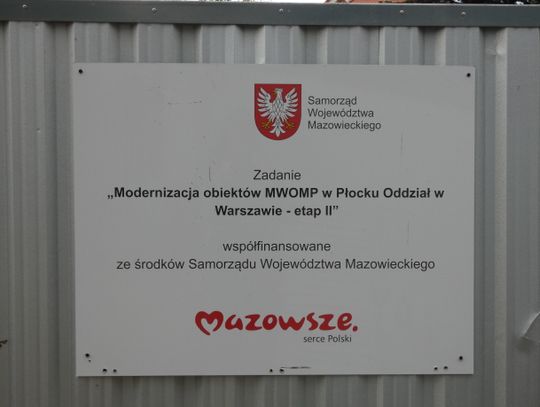 Samorząd
Województwa
Mazowieckiego
Zadanie
„Modernizacja obiektów MWOMP w Płocku Oddział w
Warszawie - etap II”
współfinansowane
ze środków Samorządu Województwa Mazowieckiego
Mazowsze.
serce Polski